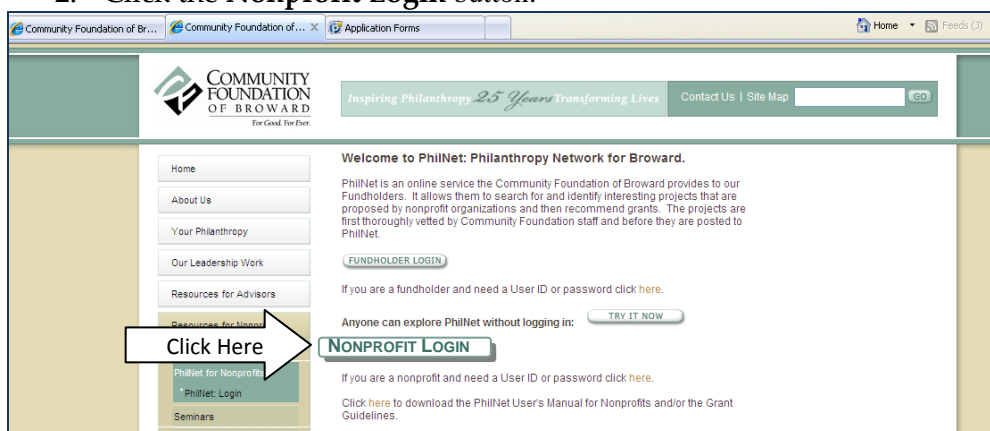 2. Click the Nonprofit Login button.
Community Foundation of Br...
Community Foundation of... X
Application Forms
Home
Feeds (J)
COMMUNITY
FOUNDATION
OF BROWARD
For Good. For Ever.
Inspiring Philanthropy 25 Years Transforming Lives
Contact Us | Site Map
GO
Home
About Us
Your Philanthropy
Our Leadership Work
Resources for Advisors
Resources for Nonpr
PhilNet for Nonprofits
PhilNet: Login
Seminars
Click Here
Welcome to PhilNet: Philanthropy Network for Broward.
PhilNet is an online service the Community Foundation of Broward provides to our
Fundholders. It allows them to search for and identify interesting projects that are
proposed by nonprofit organizations and then recommend grants. The projects are
first thoroughly vetted by Community Foundation staff and before they are posted to
PhilNet.
FUNDHOLDER LOGIN
If you are a fundholder and need a User ID or password click here.
Anyone can explore PhilNet without logging in: TRY IT NOW
NONPROFIT LOGIN
If you are a nonprofit and need a User ID or password click here.
Click here to download the PhilNet User's Manual for Nonprofits and/or the Grant
Guidelines.